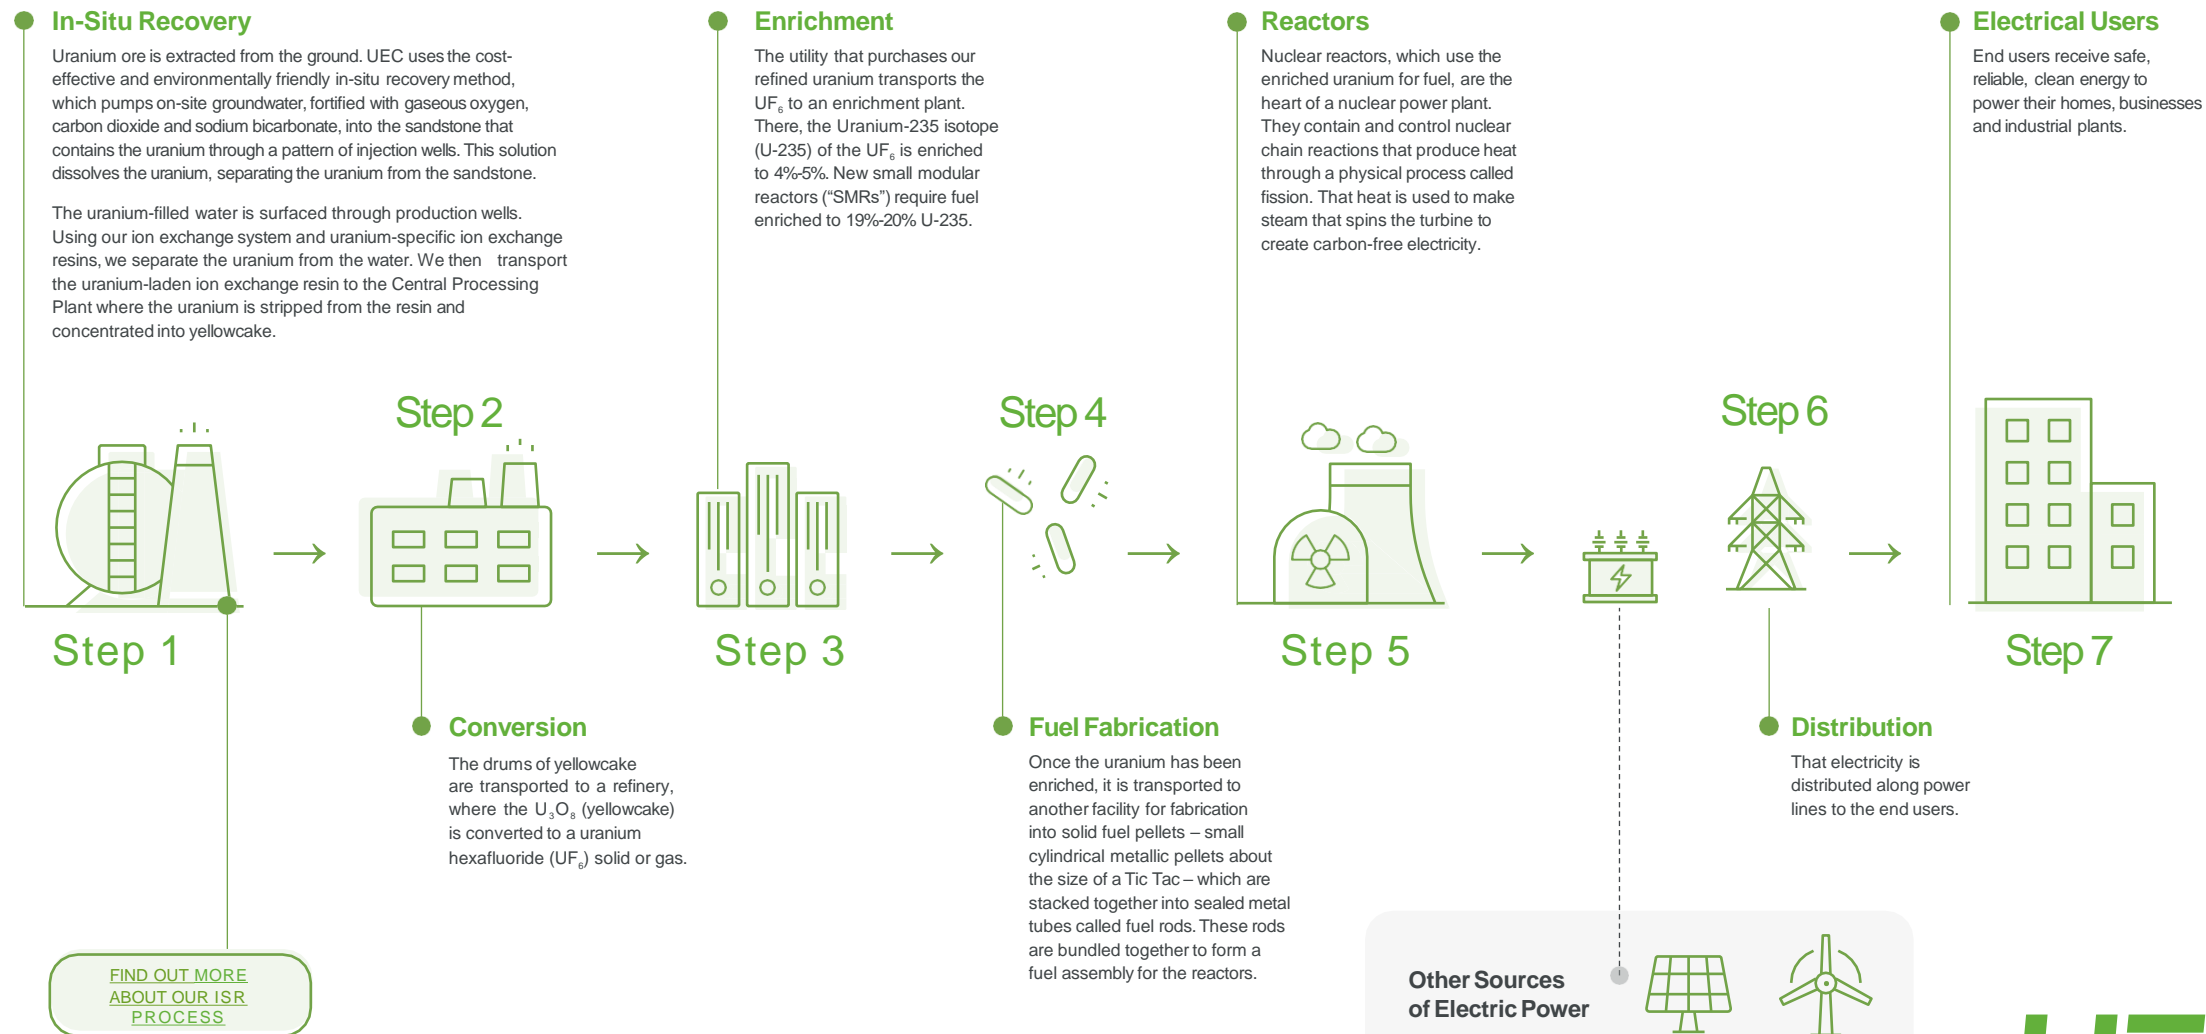 In-Situ Recovery
Uranium ore is extracted from the ground. UEC uses the cost-
effective and environmentally friendly in-situ recovery method,
which pumps on-site groundwater, fortified with gaseous oxygen,
carbon dioxide and sodium bicarbonate, into the sandstone that
contains the uranium through a pattern of injection wells. This solution
dissolves the uranium, separating the uranium from the sandstone.
The uranium-filled water is surfaced through production wells.
Using our ion exchange system and uranium-specific ion exchange
resins, we separate the uranium from the water. We then transport
the uranium-laden ion exchange resin to the Central Processing
Plant where the uranium is stripped from the resin and
concentrated into yellowcake.
Enrichment
The utility that purchases our
refined uranium transports the
UF₆ to an enrichment plant.
There, the Uranium-235 isotope
(U-235) of the UF₆ is enriched
to 4%-5%. New small modular
reactors (“SMRs”) require fuel
enriched to 19%-20% U-235.
Reactors
Nuclear reactors, which use the
enriched uranium for fuel, are the
heart of a nuclear power plant.
They contain and control nuclear
chain reactions that produce heat
through a physical process called
fission. That heat is used to make
steam that spins the turbine to
create carbon-free electricity.
Electrical Users
End users receive safe,
reliable, clean energy to
power their homes, businesses
and industrial plants.
Step 2
Step 4
Step 6
Step 1
Step 3
Step 5
Step 7
Conversion
The drums of yellowcake
are transported to a refinery,
where the U₃O₈ (yellowcake)
is converted to a uranium
hexafluoride (UF₆) solid or gas.
Fuel Fabrication
Once the uranium has been
enriched, it is transported to
another facility for fabrication
into solid fuel pellets – small
cylindrical metallic pellets about
the size of a Tic Tac – which are
stacked together into sealed metal
tubes called fuel rods. These rods
are bundled together to form a
fuel assembly for the reactors.
Distribution
That electricity is
distributed along power
lines to the end users.
FIND OUT MORE
ABOUT OUR ISR
PROCESS
Other Sources
of Electric Power